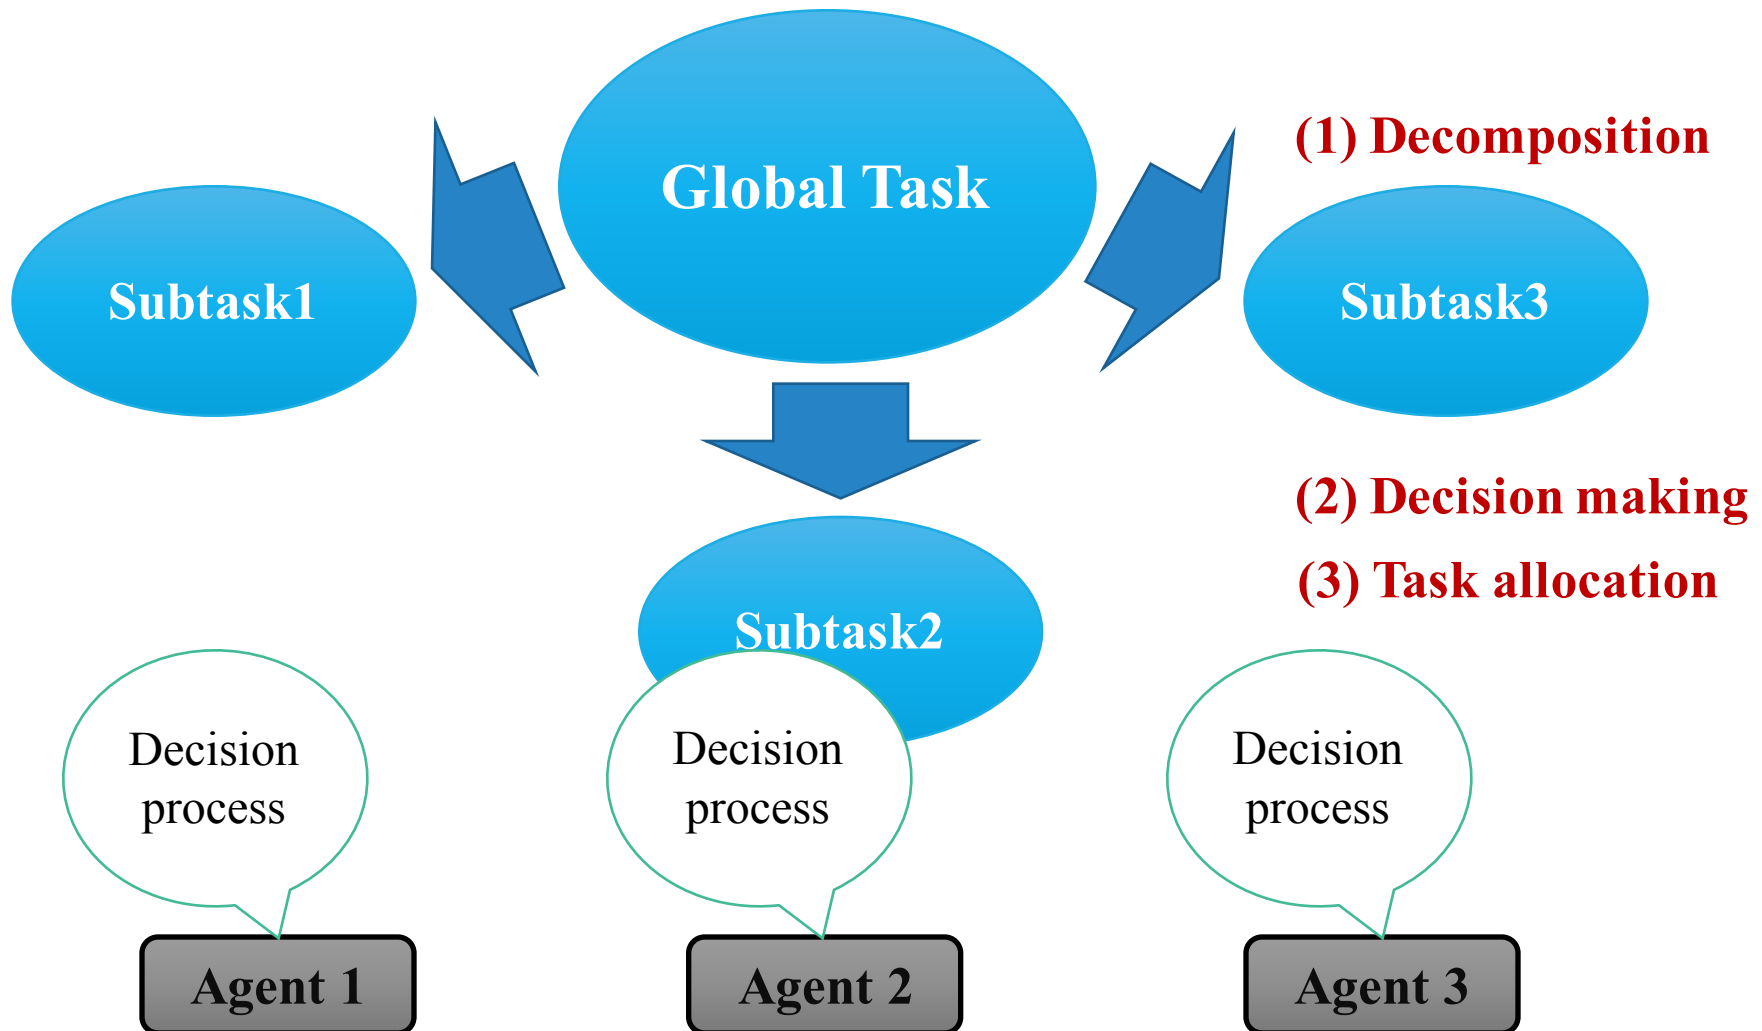 Global Task
(1) Decomposition
Subtask1
Subtask3
(2) Decision making
(3) Task allocation
Subtask2
Decision
process
Decision
process
Decision
process
Agent 1
Agent 2
Agent 3